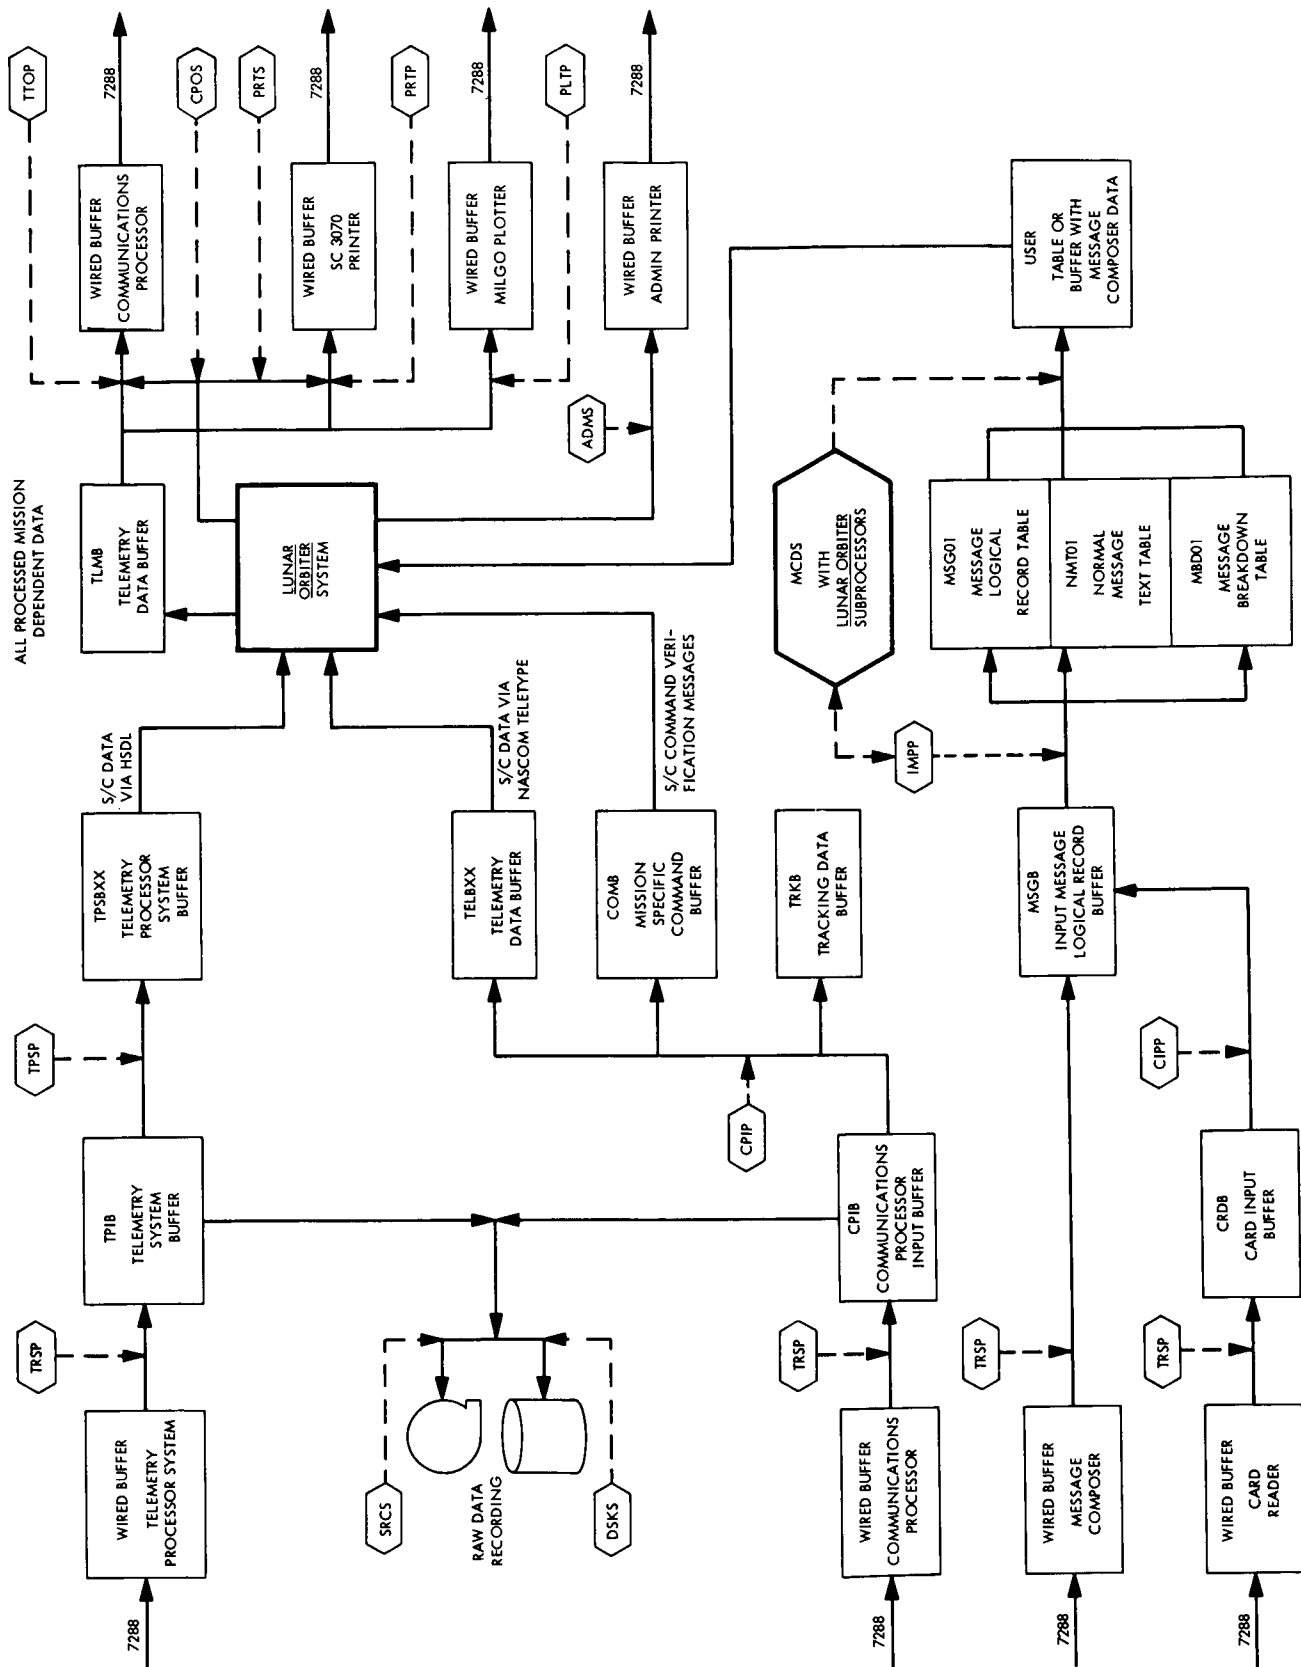 7288
WIRED BUFFER
TELEMETRY
PROCESSOR SYSTEM
TRSP
TPIB
TELEMETRY
SYSTEM
BUFFER
TPSP
TPSBXX
TELEMETRY
PROCESSOR
SYSTEM
BUFFER
S/C DATA
VIA HSDL
ALL PROCESSED MISSION
DEPENDENT DATA
TLMB
TELEMETRY
DATA BUFFER
TTOP
WIRED BUFFER
COMMUNICATIONS
PROCESSOR
7288
CPOS
PRTS
WIRED BUFFER
SC 3070
PRINTER
7288
PRTP
WIRED BUFFER
MILGO PLOTTER
7288
PLTP
WIRED BUFFER
ADMIN PRINTER
7288
ADMS
LUNAR
ORBITER
SYSTEM
SRCS
RAW DATA
RECORDING
DSKS
S/C DATA VIA
NASCOM TELETYPE
TELBXX
TELEMETRY
DATA BUFFER
S/C COMMAND VERI-
FICATION MESSAGES
COMB
MISSION
SPECIFIC
COMMAND
BUFFER
TRKB
TRACKING DATA
BUFFER
CPIP
7288
WIRED BUFFER
COMMUNICATIONS
PROCESSOR
TRSP
CPIB
COMMUNICATIONS
PROCESSOR
INPUT BUFFER
MCDS
WITH
LUNAR ORBITER
SUBPROCESSORS
IMPP
7288
WIRED BUFFER
MESSAGE
COMPOSER
TRSP
MSGB
INPUT MESSAGE
LOGICAL RECORD
BUFFER
MSG01
MESSAGE
LOGICAL
RECORD TABLE
NMT01
NORMAL
MESSAGE
TEXT TABLE
MBD01
MESSAGE
BREAKDOWN
TABLE
USER
TABLE OR
BUFFER WITH
MESSAGE
COMPOSER DATA
7288
WIRED BUFFER
CARD
READER
TRSP
CRDB
CARD INPUT
BUFFER
CIPP